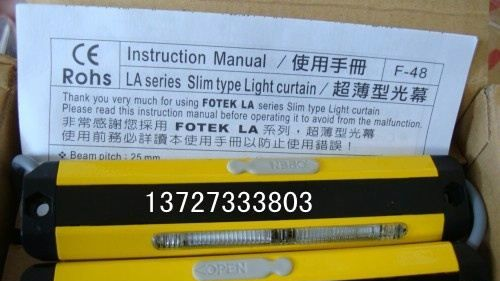 CE
Rohs
Instruction Manual / 使用手冊
F-48
LA series Slim type Light curtain / 超薄型光幕
Thank you very much for using FOTEK LA series Slim type Light curtain
Please read this instruction manual before operating it to avoid from the malfunction.
非常感謝您採用 FOTEK LA 系列，超薄型光幕
使用前務必詳讀本使用手冊以防止使用錯誤！
Beam pitch : 25 mm
OPEN
13727333803
OPEN